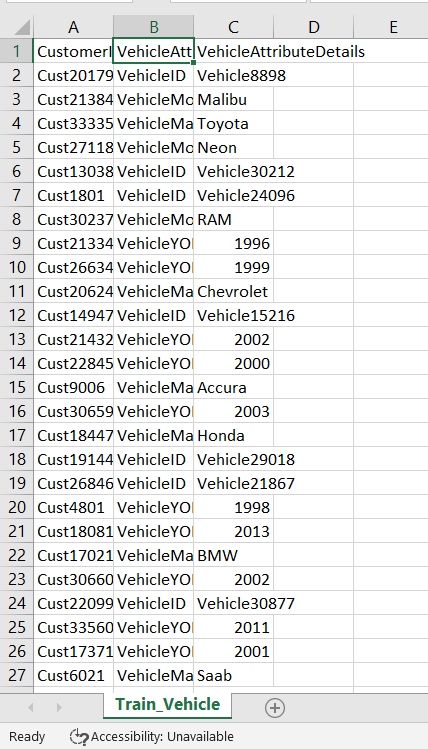 A B C D E
1 CustomerI VehicleAtt VehicleAttributeDetails
2 Cust20179 VehicleID Vehicle8898
3 Cust21384 VehicleMo Malibu
4 Cust33335 VehicleMa Toyota
5 Cust27118 VehicleMo Neon
6 Cust13038 VehicleID Vehicle30212
7 Cust1801 VehicleID Vehicle24096
8 Cust30237 VehicleMo RAM
9 Cust21334 VehicleYO 1996
10 Cust26634 VehicleYO 1999
11 Cust20624 VehicleMa Chevrolet
12 Cust14947 VehicleID Vehicle15216
13 Cust21432 VehicleYO 2002
14 Cust22845 VehicleYO 2000
15 Cust9006 VehicleMa Accura
16 Cust30659 VehicleYO 2003
17 Cust18447 VehicleMa Honda
18 Cust19144 VehicleID Vehicle29018
19 Cust26846 VehicleID Vehicle21867
20 Cust4801 VehicleYO 1998
21 Cust18081 VehicleYO 2013
22 Cust17021 VehicleMa BMW
23 Cust30660 VehicleYO 2002
24 Cust22099 VehicleID Vehicle30877
25 Cust33560 VehicleYO 2011
26 Cust17371 VehicleYO 2001
27 Cust6021 VehicleMa Saab
Train_Vehicle
Ready Accessibility: Unavailable